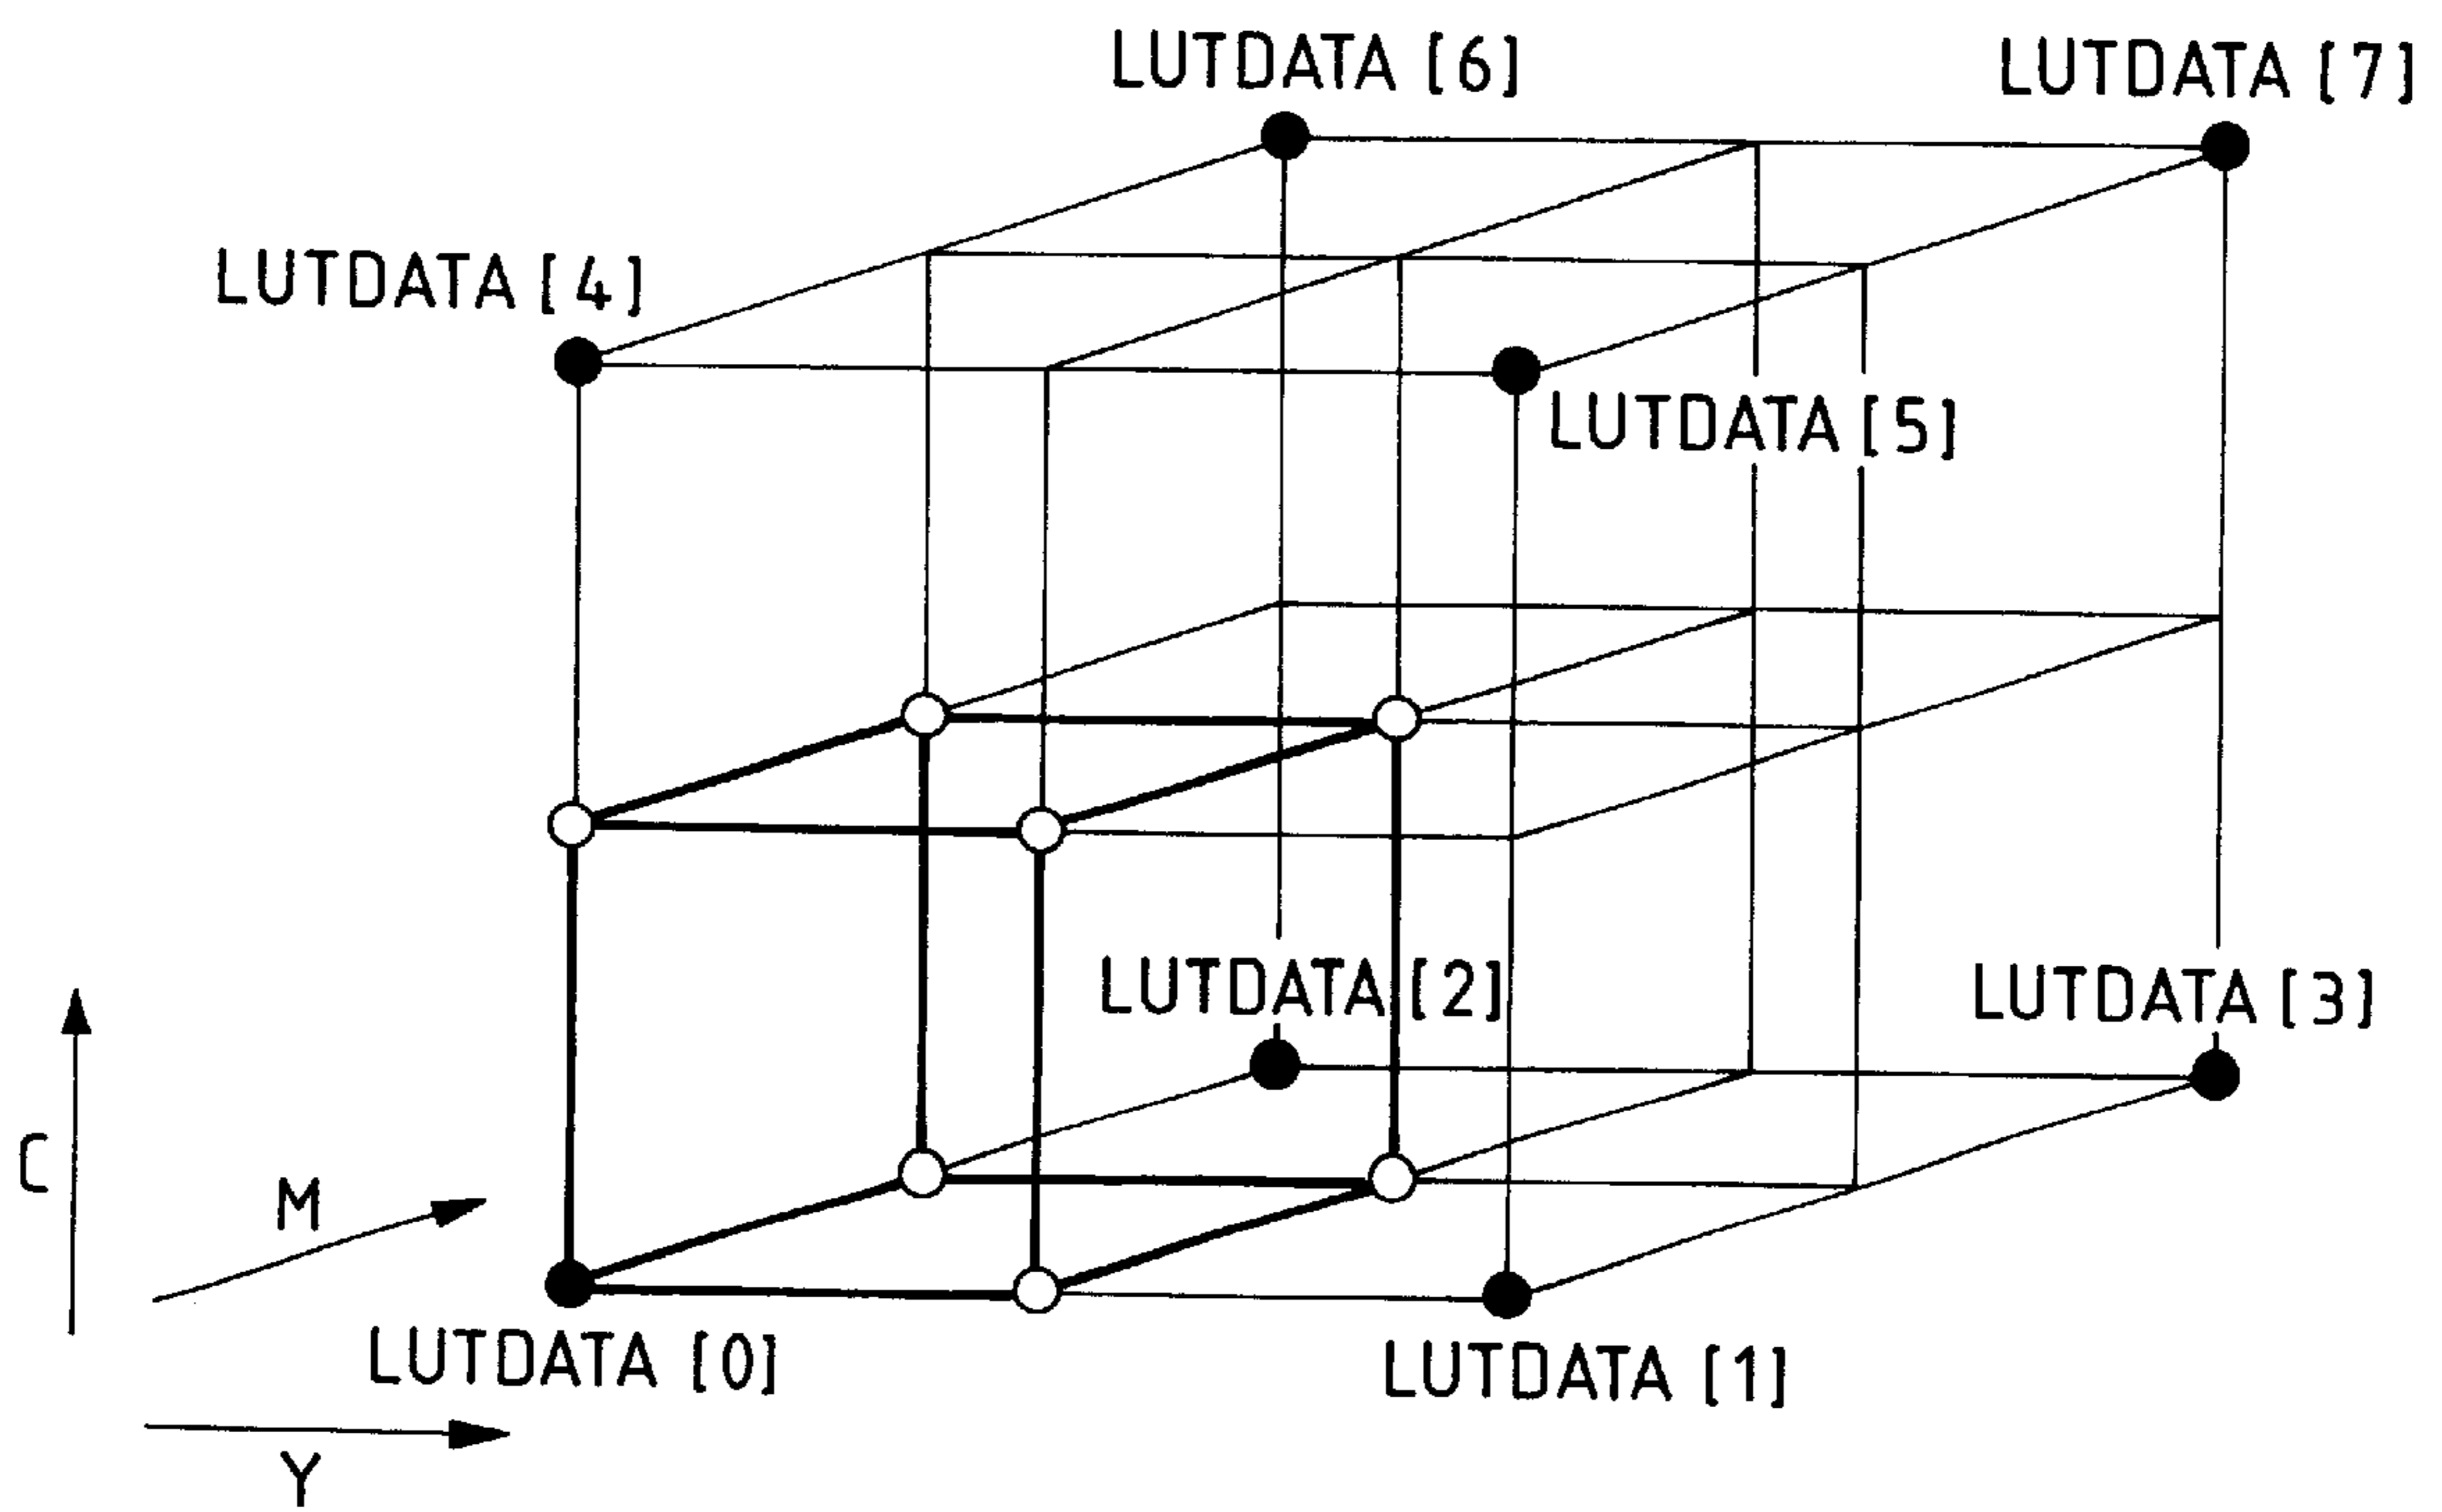 LUTDATA [6]
LUTDATA [7]
LUTDATA [4]
LUTDATA [5]
LUTDATA [2]
LUTDATA [3]
C
M
LUTDATA [0]
LUTDATA [1]
Y